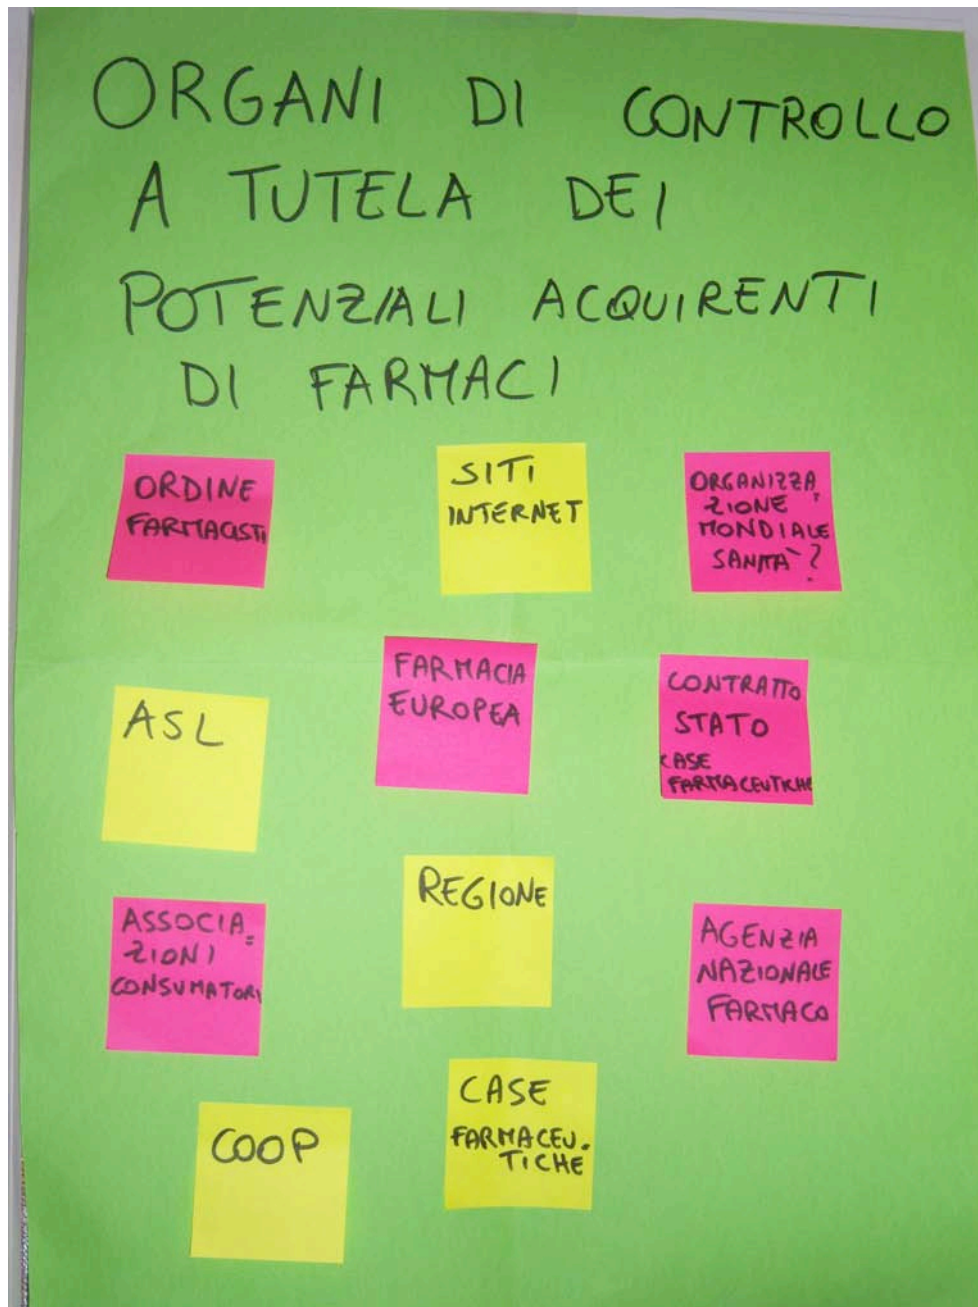 ORGANI DI CONTROLLO
A TUTELA DEI
POTENZIALI ACQUIRENTI
DI FARMACI
ORDINE
FARMACISTI
SITI
INTERNET
ORGANIZZA-
ZIONE
MONDIALE
SANITÀ ?
ASL
FARMACIA
EUROPEA
CONTRATTO
STATO
CASE
FARMACEUTICHE
ASSOCIA=
ZIONI
CONSUMATORI
REGIONE
AGENZIA
NAZIONALE
FARMACO
COOP
CASE
FARMACEU-
TICHE